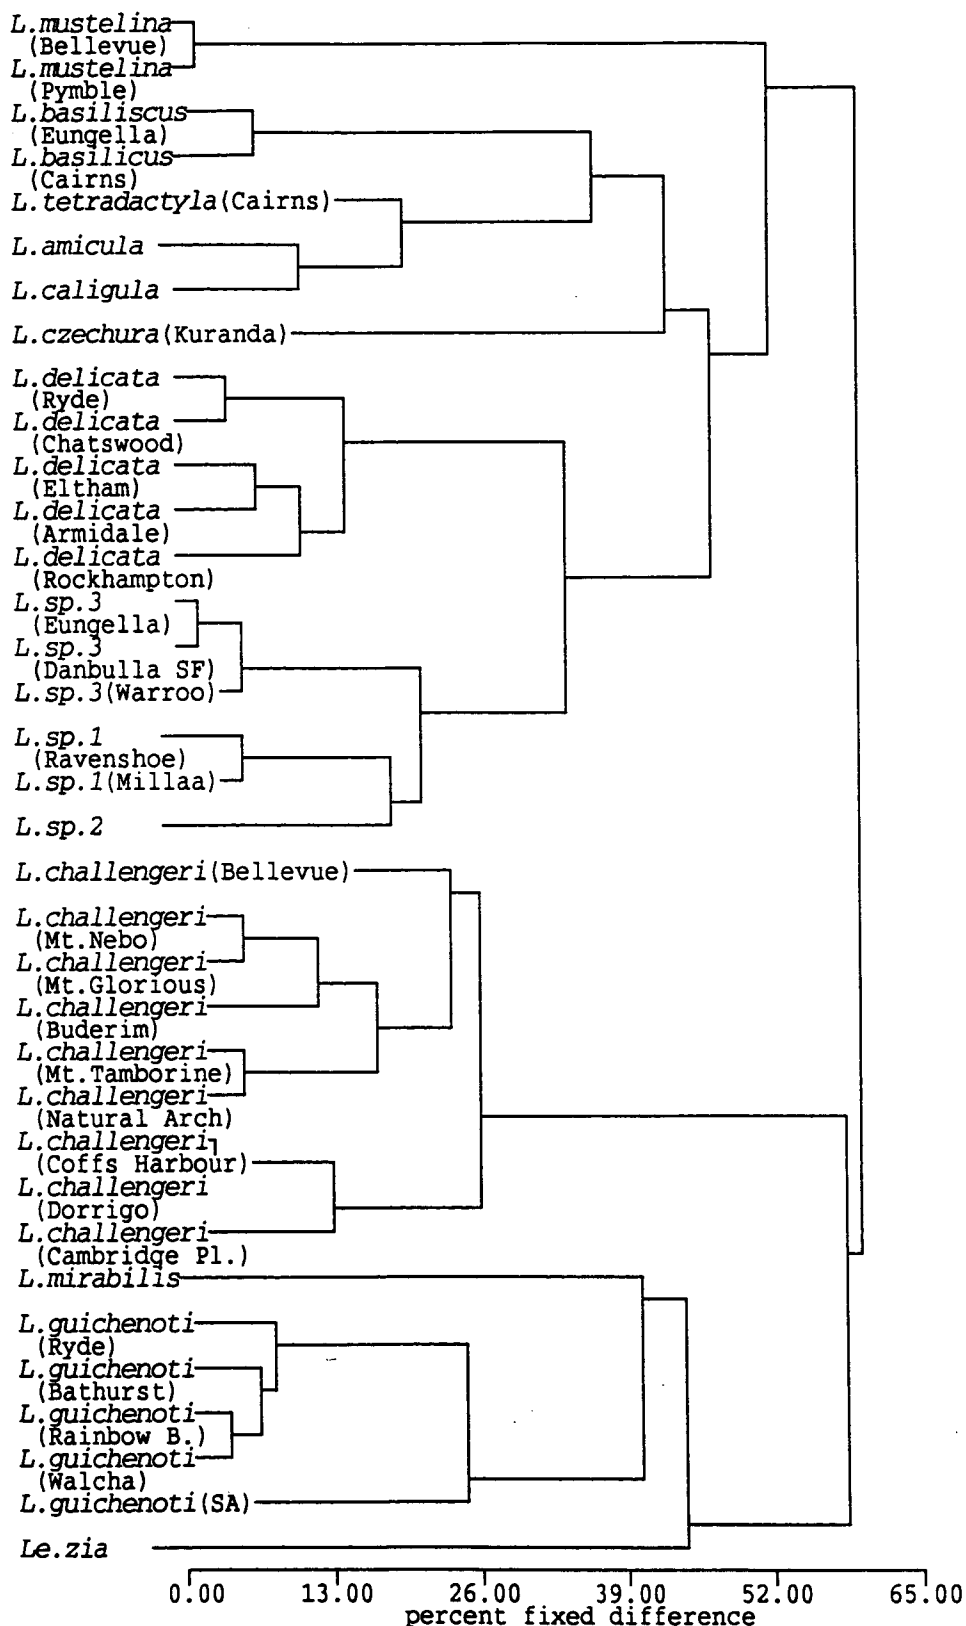 L.mustelina
(Bellevue)
L.mustelina
(Pymble)
L.basiliscus
(Eungella)
L.basilicus
(Cairns)
L.tetradactyla(Cairns)
L.amicula
L.caligula
L.czechura(Kuranda)
L.delicata
(Ryde)
L.delicata
(Chatswood)
L.delicata
(Eltham)
L.delicata
(Armidale)
L.delicata
(Rockhampton)
L.sp.3
(Eungella)
L.sp.3
(Danbulla SF)
L.sp.3(Warroo)
L.sp.1
(Ravenshoe)
L.sp.1(Millaa)
L.sp.2
L.challengeri(Bellevue)
L.challengeri
(Mt.Nebo)
L.challengeri
(Mt.Glorious)
L.challengeri
(Buderim)
L.challengeri
(Mt.Tamborine)
L.challengeri
(Natural Arch)
L.challengeri
(Coffs Harbour)
L.challengeri
(Dorrigo)
L.challengeri
(Cambridge Pl.)
L.mirabilis
L.guichenoti
(Ryde)
L.guichenoti
(Bathurst)
L.guichenoti
(Rainbow B.)
L.guichenoti
(Walcha)
L.guichenoti(SA)
Le.zia
0.00 13.00 26.00 39.00 52.00 65.00
percent fixed difference